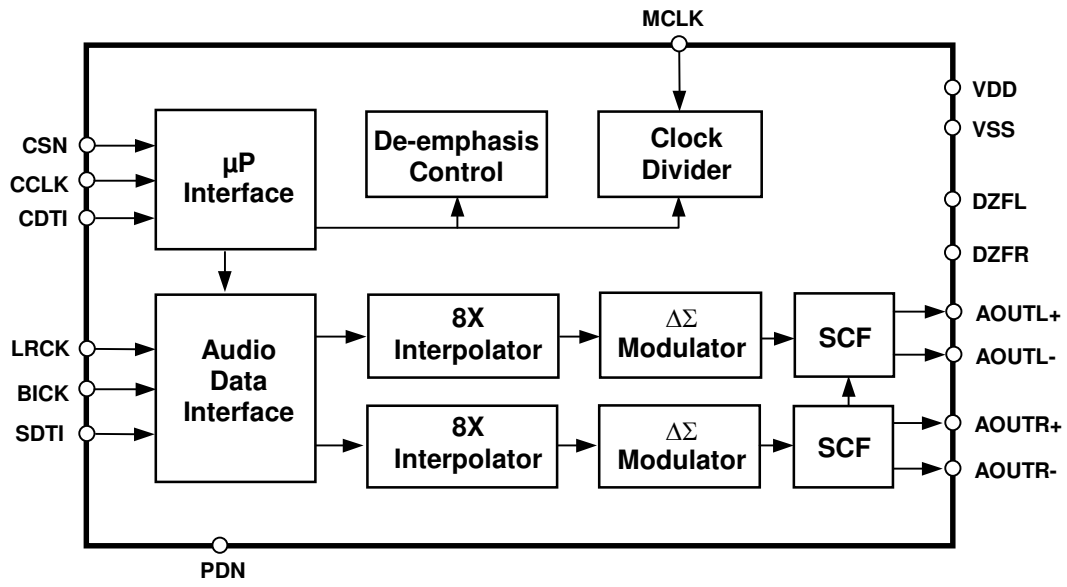 MCLK
VDD
VSS
DZFL
DZFR
CSN
CCLK
CDTI
µP
Interface
De-emphasis
Control
Clock
Divider
LRCK
BICK
SDTI
Audio
Data
Interface
8X
Interpolator
ΔΣ
Modulator
SCF
AOUTL+
AOUTL-
8X
Interpolator
ΔΣ
Modulator
SCF
AOUTR+
AOUTR-
PDN